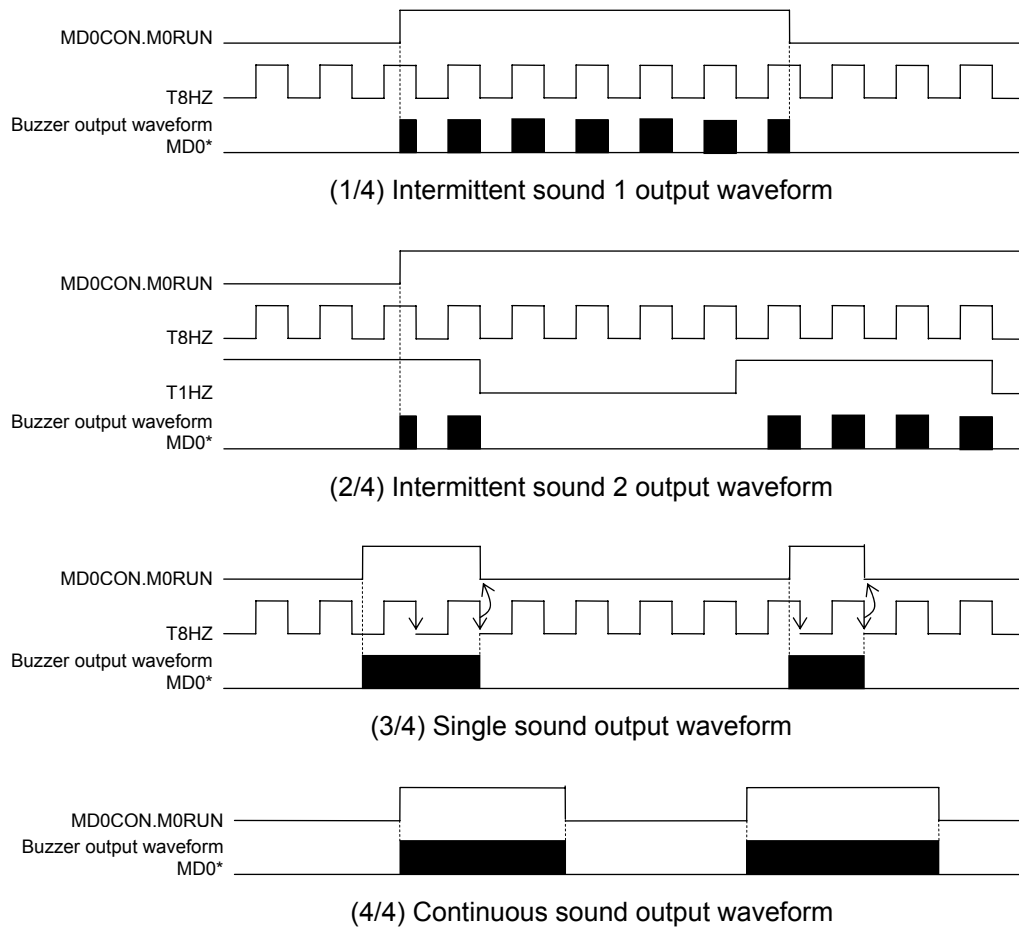 MD0CON.M0RUN
T8HZ
Buzzer output waveform
MD0*
(1/4) Intermittent sound 1 output waveform
MD0CON.M0RUN
T8HZ
T1HZ
Buzzer output waveform
MD0*
(2/4) Intermittent sound 2 output waveform
MD0CON.M0RUN
T8HZ
Buzzer output waveform
MD0*
(3/4) Single sound output waveform
MD0CON.M0RUN
Buzzer output waveform
MD0*
(4/4) Continuous sound output waveform